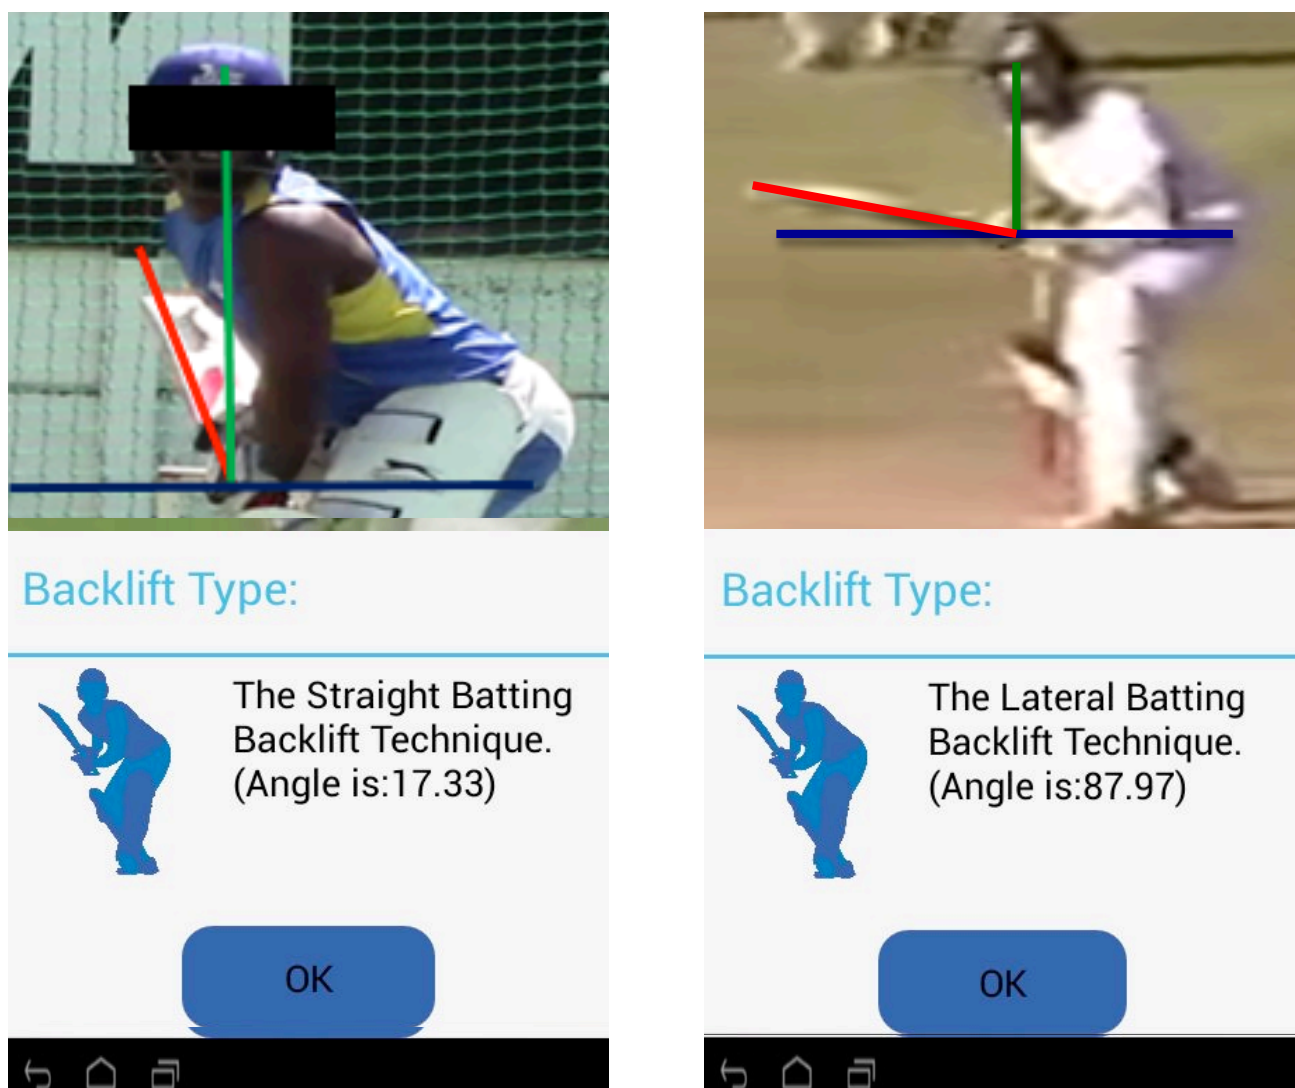 Backlift Type:
The Straight Batting
Backlift Technique.
(Angle is:17.33)
OK
Backlift Type:
The Lateral Batting
Backlift Technique.
(Angle is:87.97)
OK